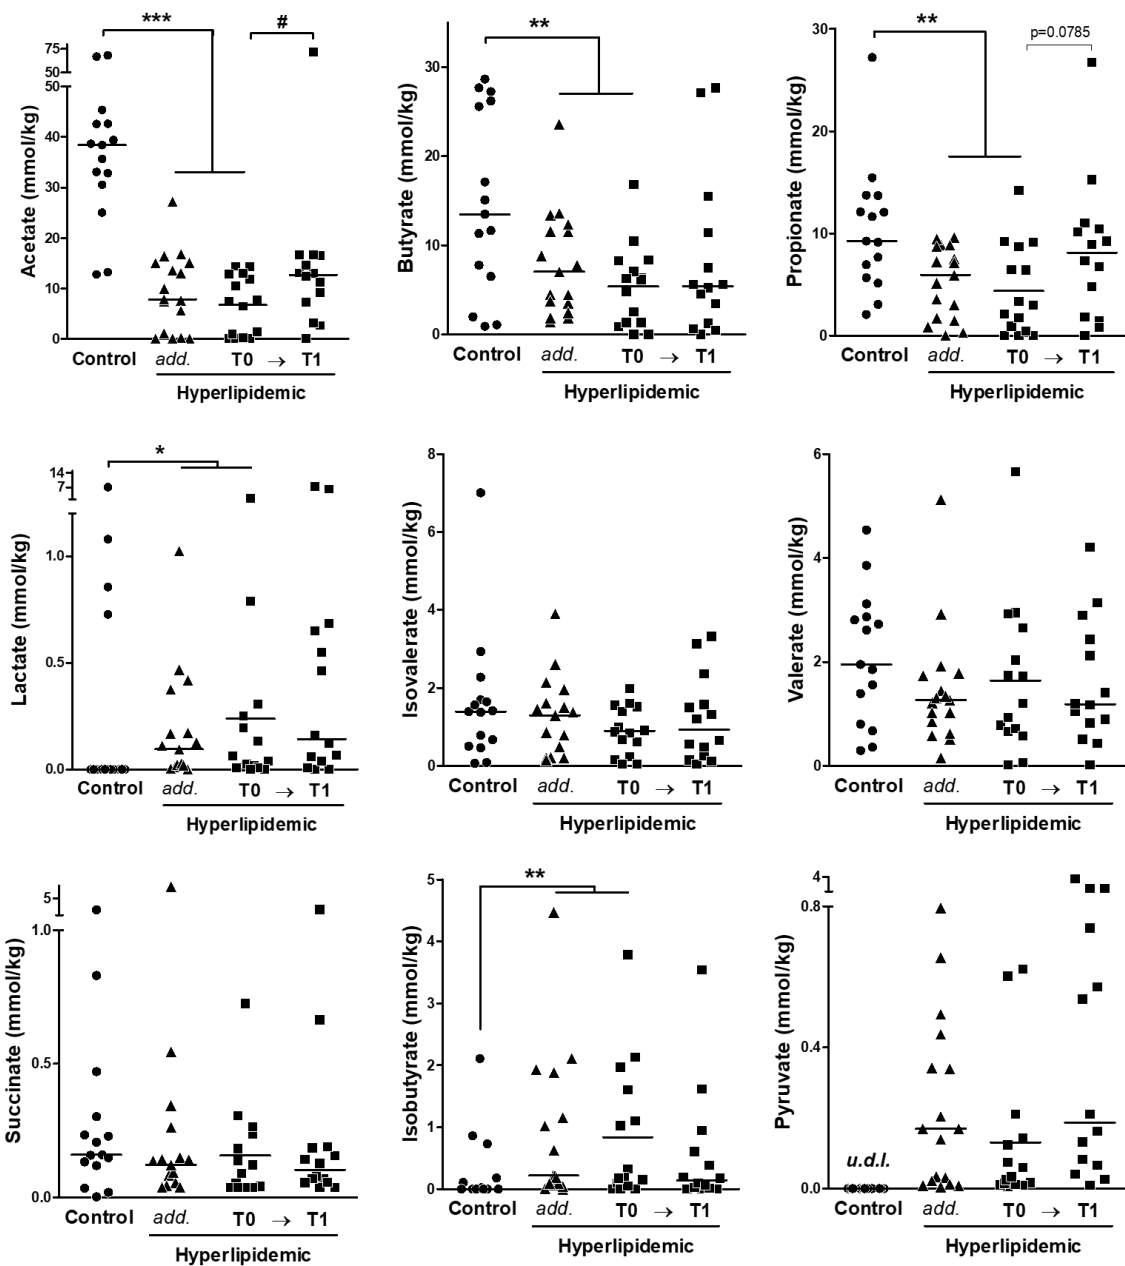 *** # 
Acetate (mmol/kg)
75
50
50
40
30
20
10
0
Control add. T0 → T1
Hyperlipidemic
**
Butyrate (mmol/kg)
30
20
10
0
Control add. T0 → T1
Hyperlipidemic
** p=0.0785
Propionate (mmol/kg)
30
20
10
0
Control add. T0 → T1
Hyperlipidemic
*
Lactate (mmol/kg)
14
7
1.0
0.5
0.0
Control add. T0 → T1
Hyperlipidemic
Isovalerate (mmol/kg)
8
6
4
2
0
Control add. T0 → T1
Hyperlipidemic
Valerate (mmol/kg)
6
4
2
0
Control add. T0 → T1
Hyperlipidemic
Succinate (mmol/kg)
5
1.0
0.5
0.0
Control add. T0 → T1
Hyperlipidemic
**
Isobutyrate (mmol/kg)
5
4
3
2
1
0
Control add. T0 → T1
Hyperlipidemic
Pyruvate (mmol/kg)
4
0.8
0.4
0.0
u.d.l.
Control add. T0 → T1
Hyperlipidemic